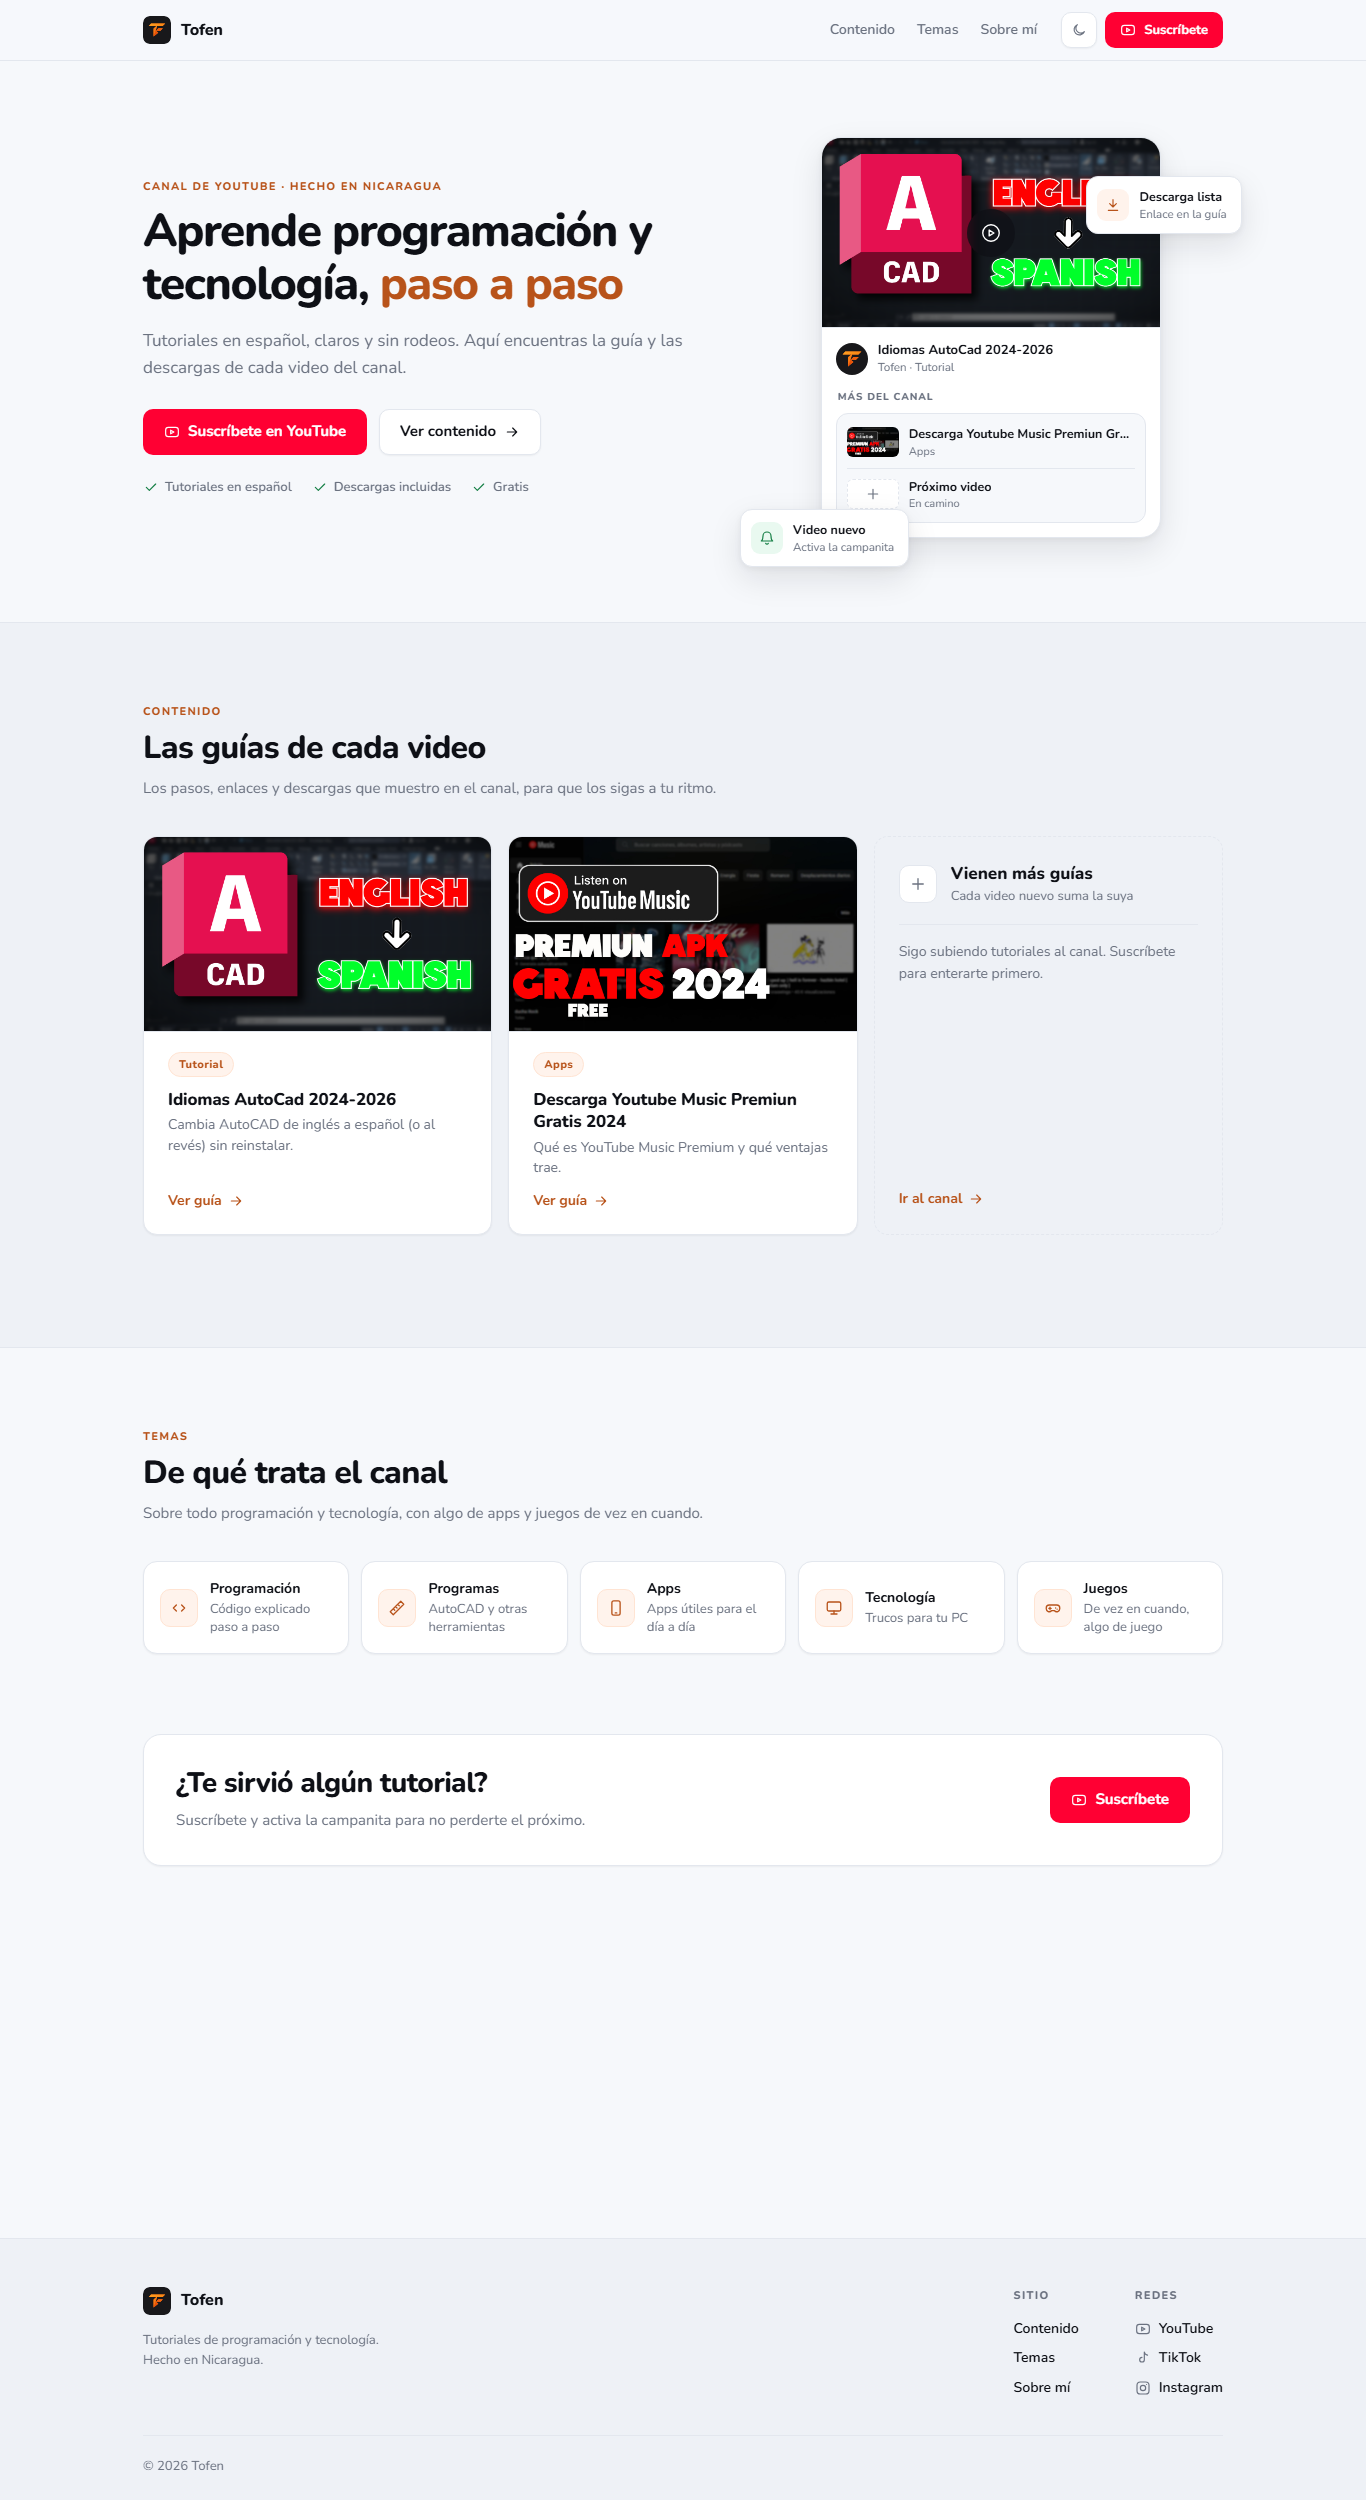 Tofen
Contenido Temas Sobre mí Suscríbete
CANAL DE YOUTUBE · HECHO EN NICARAGUA
Aprende programación y
tecnología, paso a paso
Tutoriales en español, claros y sin rodeos. Aquí encuentras la guía y las
descargas de cada video del canal.
Suscríbete en YouTube
Ver contenido
Tutoriales en español
Descargas incluidas
Gratis
A
CAD
SPANISH
Descarga lista
Enlace en la guía
Idiomas AutoCad 2024-2026
Tofen · Tutorial
MÁS DEL CANAL
Descarga Youtube Music Premiun Gr...
Apps
Próximo video
En camino
Video nuevo
Activa la campanita
CONTENIDO
Las guías de cada video
Los pasos, enlaces y descargas que muestro en el canal, para que los sigas a tu ritmo.
A
CAD
ENGLISH
SPANISH
Tutorial
Idiomas AutoCad 2024-2026
Cambia AutoCAD de inglés a español (o al
revés) sin reinstalar.
Ver guía
Listen on
YouTube Music
PREMIUN APK
GRATIS 2024
FREE
Apps
Descarga Youtube Music Premiun
Gratis 2024
Qué es YouTube Music Premium y qué ventajas
trae.
Ver guía
Vienen más guías
Cada video nuevo suma la suya
Sigo subiendo tutoriales al canal. Suscríbete
para enterarte primero.
Ir al canal
TEMAS
De qué trata el canal
Sobre todo programación y tecnología, con algo de apps y juegos de vez en cuando.
Programación
Código explicado
paso a paso
Programas
AutoCAD y otras
herramientas
Apps
Apps útiles para el
día a día
Tecnología
Trucos para tu PC
Juegos
De vez en cuando,
algo de juego
¿Te sirvió algún tutorial?
Suscríbete y activa la campanita para no perderte el próximo.
Suscríbete
Tofen
Tutoriales de programación y tecnología.
Hecho en Nicaragua.
SITIO
Contenido
Temas
Sobre mí
REDES
YouTube
TikTok
Instagram
© 2026 Tofen